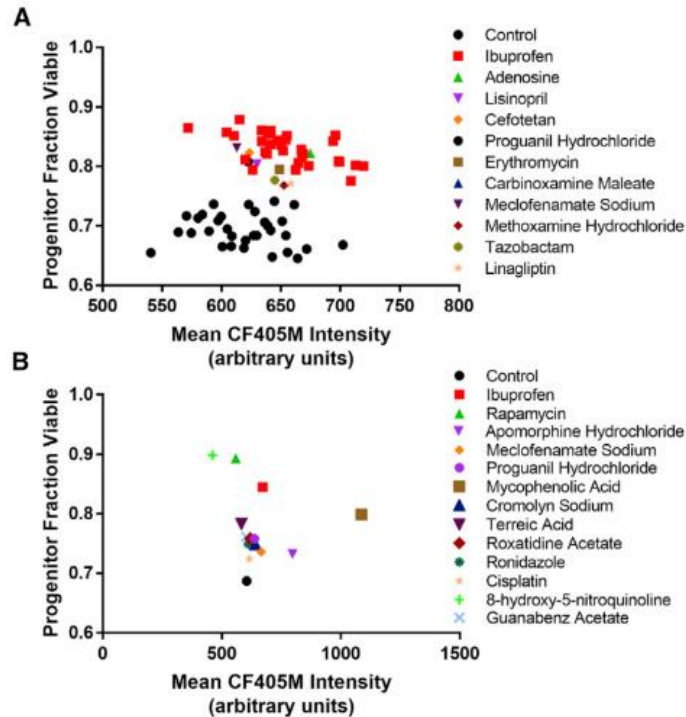 A
Progenitor Fraction Viable
1.0
0.9
0.8
0.7
0.6
500 550 600 650 700 750 800
Mean CF405M Intensity
(arbitrary units)
Control
Ibuprofen
Adenosine
Lisinopril
Cefotetan
Proguanil Hydrochloride
Erythromycin
Carbinoxamine Maleate
Meclofenamate Sodium
Methoxamine Hydrochloride
Tazobactam
Linagliptin
B
Progenitor Fraction Viable
1.0
0.9
0.8
0.7
0.6
0 500 1000 1500
Mean CF405M Intensity
(arbitrary units)
Control
Ibuprofen
Rapamycin
Apomorphine Hydrochloride
Meclofenamate Sodium
Proguanil Hydrochloride
Mycophenolic Acid
Cromolyn Sodium
Terreic Acid
Roxatidine Acetate
Ronidazole
Cisplatin
8-hydroxy-5-nitroquinoline
Guanabenz Acetate